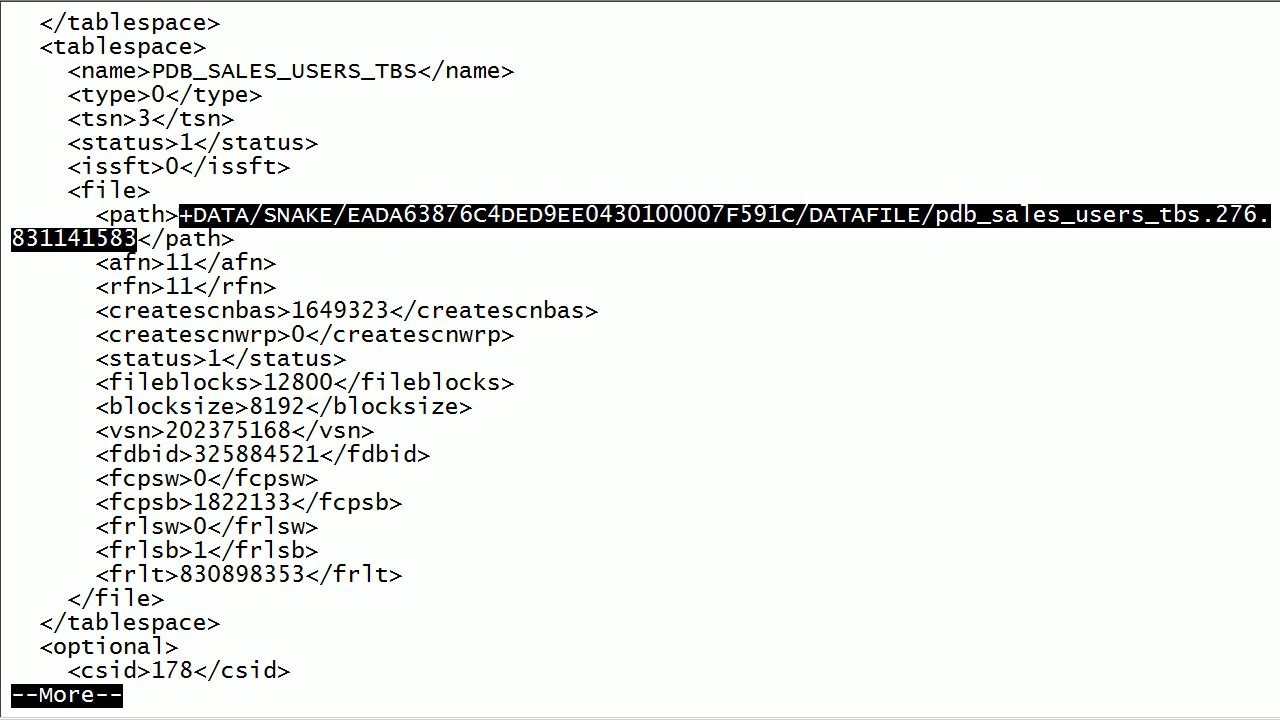 </tablespace>
<tablespace>
<name>PDB_SALES_USERS_TBS</name>
<type>0</type>
<tsn>3</tsn>
<status>1</status>
<issft>0</issft>
<file>
<path>+DATA/SNAKE/EADA63876C4DED9EE0430100007F591C/DATAFILE/pdb_sales_users_tbs.276.
831141583</path>
<afn>11</afn>
<rfn>11</rfn>
<createscnbas>1649323</createscnbas>
<createscnwrp>0</createscnwrp>
<status>1</status>
<fileblocks>12800</fileblocks>
<blocksize>8192</blocksize>
<vsn>202375168</vsn>
<fdbid>325884521</fdbid>
<fcpsw>0</fcpsw>
<fcpsb>1822133</fcpsb>
<frlsw>0</frlsw>
<frlsb>1</frlsb>
<frlt>830898353</frlt>
</file>
</tablespace>
<optional>
<csid>178</csid>
--More--